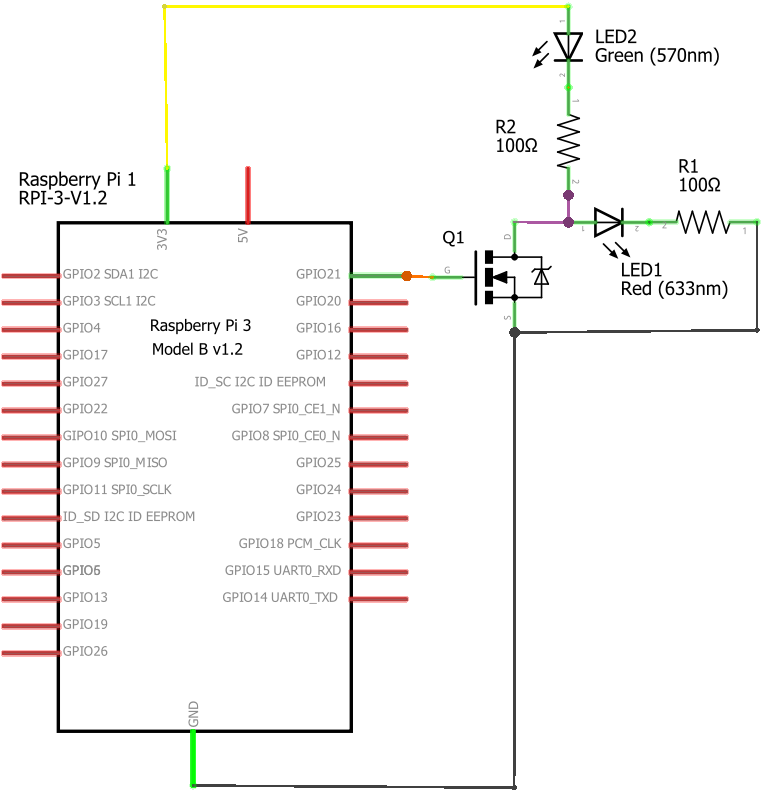 LED2
Green (570nm)
R2
100Ω
R1
100Ω
Raspberry Pi 1
RPI-3-V1.2
3V3
5V
Q1
D
G
S
LED1
Red (633nm)
1
2
1
2
1
2
2
1
GPIO2 SDA1 I2C
GPIO21
GPIO3 SCL1 I2C
GPIO20
Raspberry Pi 3
Model B v1.2
GPIO4
GPIO16
GPIO17
GPIO12
GPIO27
ID_SC I2C ID EEPROM
GPIO22
GPIO7 SPI0_CE1_N
GIPO10 SPI0_MOSI
GPIO8 SPI0_CE0_N
GPIO9 SPI0_MISO
GPIO25
GPIO11 SPI0_SCLK
GPIO24
ID_SD I2C ID EEPROM
GPIO23
GPIO5
GPIO18 PCM_CLK
GPIO6
GPIO15 UART0_RXD
GPIO13
GPIO14 UART0_TXD
GPIO19
GPIO26
GND